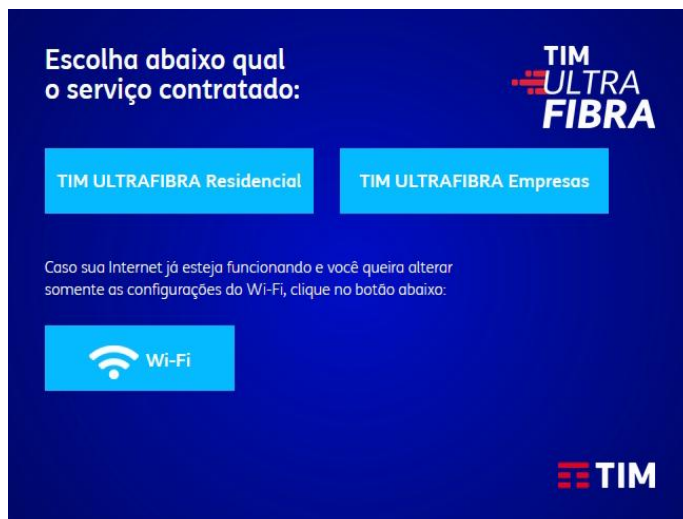 Escolha abaixo qual
o serviço contratado:
TIM
ULTRA
FIBRA
TIM ULTRAFIBRA Residencial
TIM ULTRAFIBRA Empresas
Caso sua Internet já esteja funcionando e você queira alterar
somente as configurações do Wi-Fi, clique no botão abaixo:
Wi-Fi
TIM